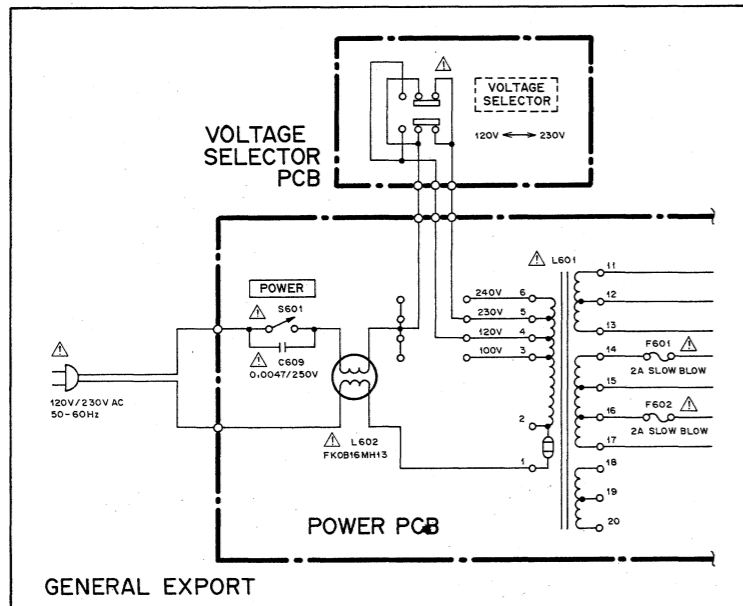 VOLTAGE
SELECTOR
PCB
VOLTAGE
SELECTOR
120V ⟷ 230V
POWER
S601
C609
0.0047/250V
120V/230V AC
50-60Hz
L602
FKOB16MH13
240V 6
230V 5
120V 4
100V 3
2
1
L601
11
12
13
14
F601
2A SLOW BLOW
15
16
F602
2A SLOW BLOW
17
18
19
20
POWER PCB
GENERAL EXPORT